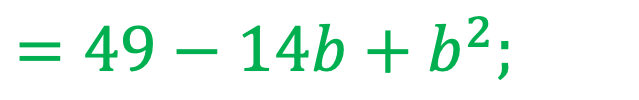 = 49 − 14b + b²;